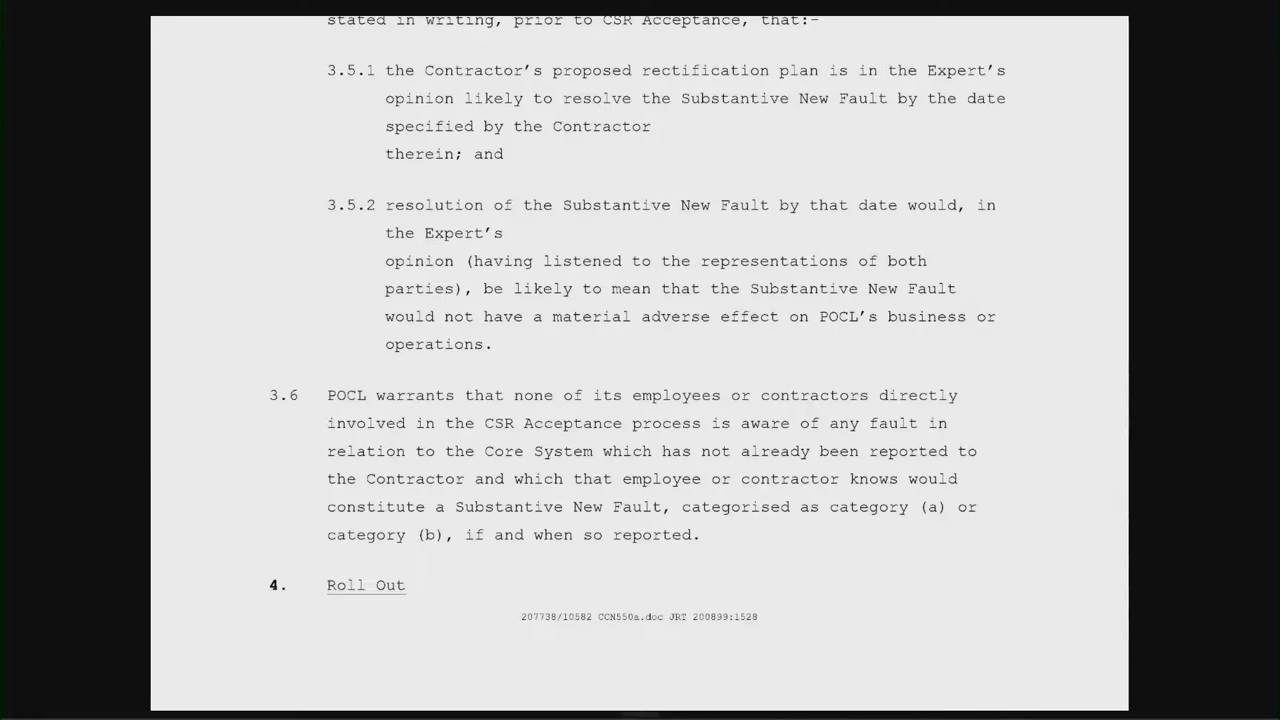 stated in writing, prior to CSR Acceptance, that:-
3.5.1 the Contractor's proposed rectification plan is in the Expert's
opinion likely to resolve the Substantive New Fault by the date
specified by the Contractor
therein; and
3.5.2 resolution of the Substantive New Fault by that date would, in
the Expert's
opinion (having listened to the representations of both
parties), be likely to mean that the Substantive New Fault
would not have a material adverse effect on POCL's business or
operations.
3.6 POCL warrants that none of its employees or contractors directly
involved in the CSR Acceptance process is aware of any fault in
relation to the Core System which has not already been reported to
the Contractor and which that employee or contractor knows would
constitute a Substantive New Fault, categorised as category (a) or
category (b), if and when so reported.
4. Roll Out
207738/10582 CCN550a.doc JRT 200899:1528